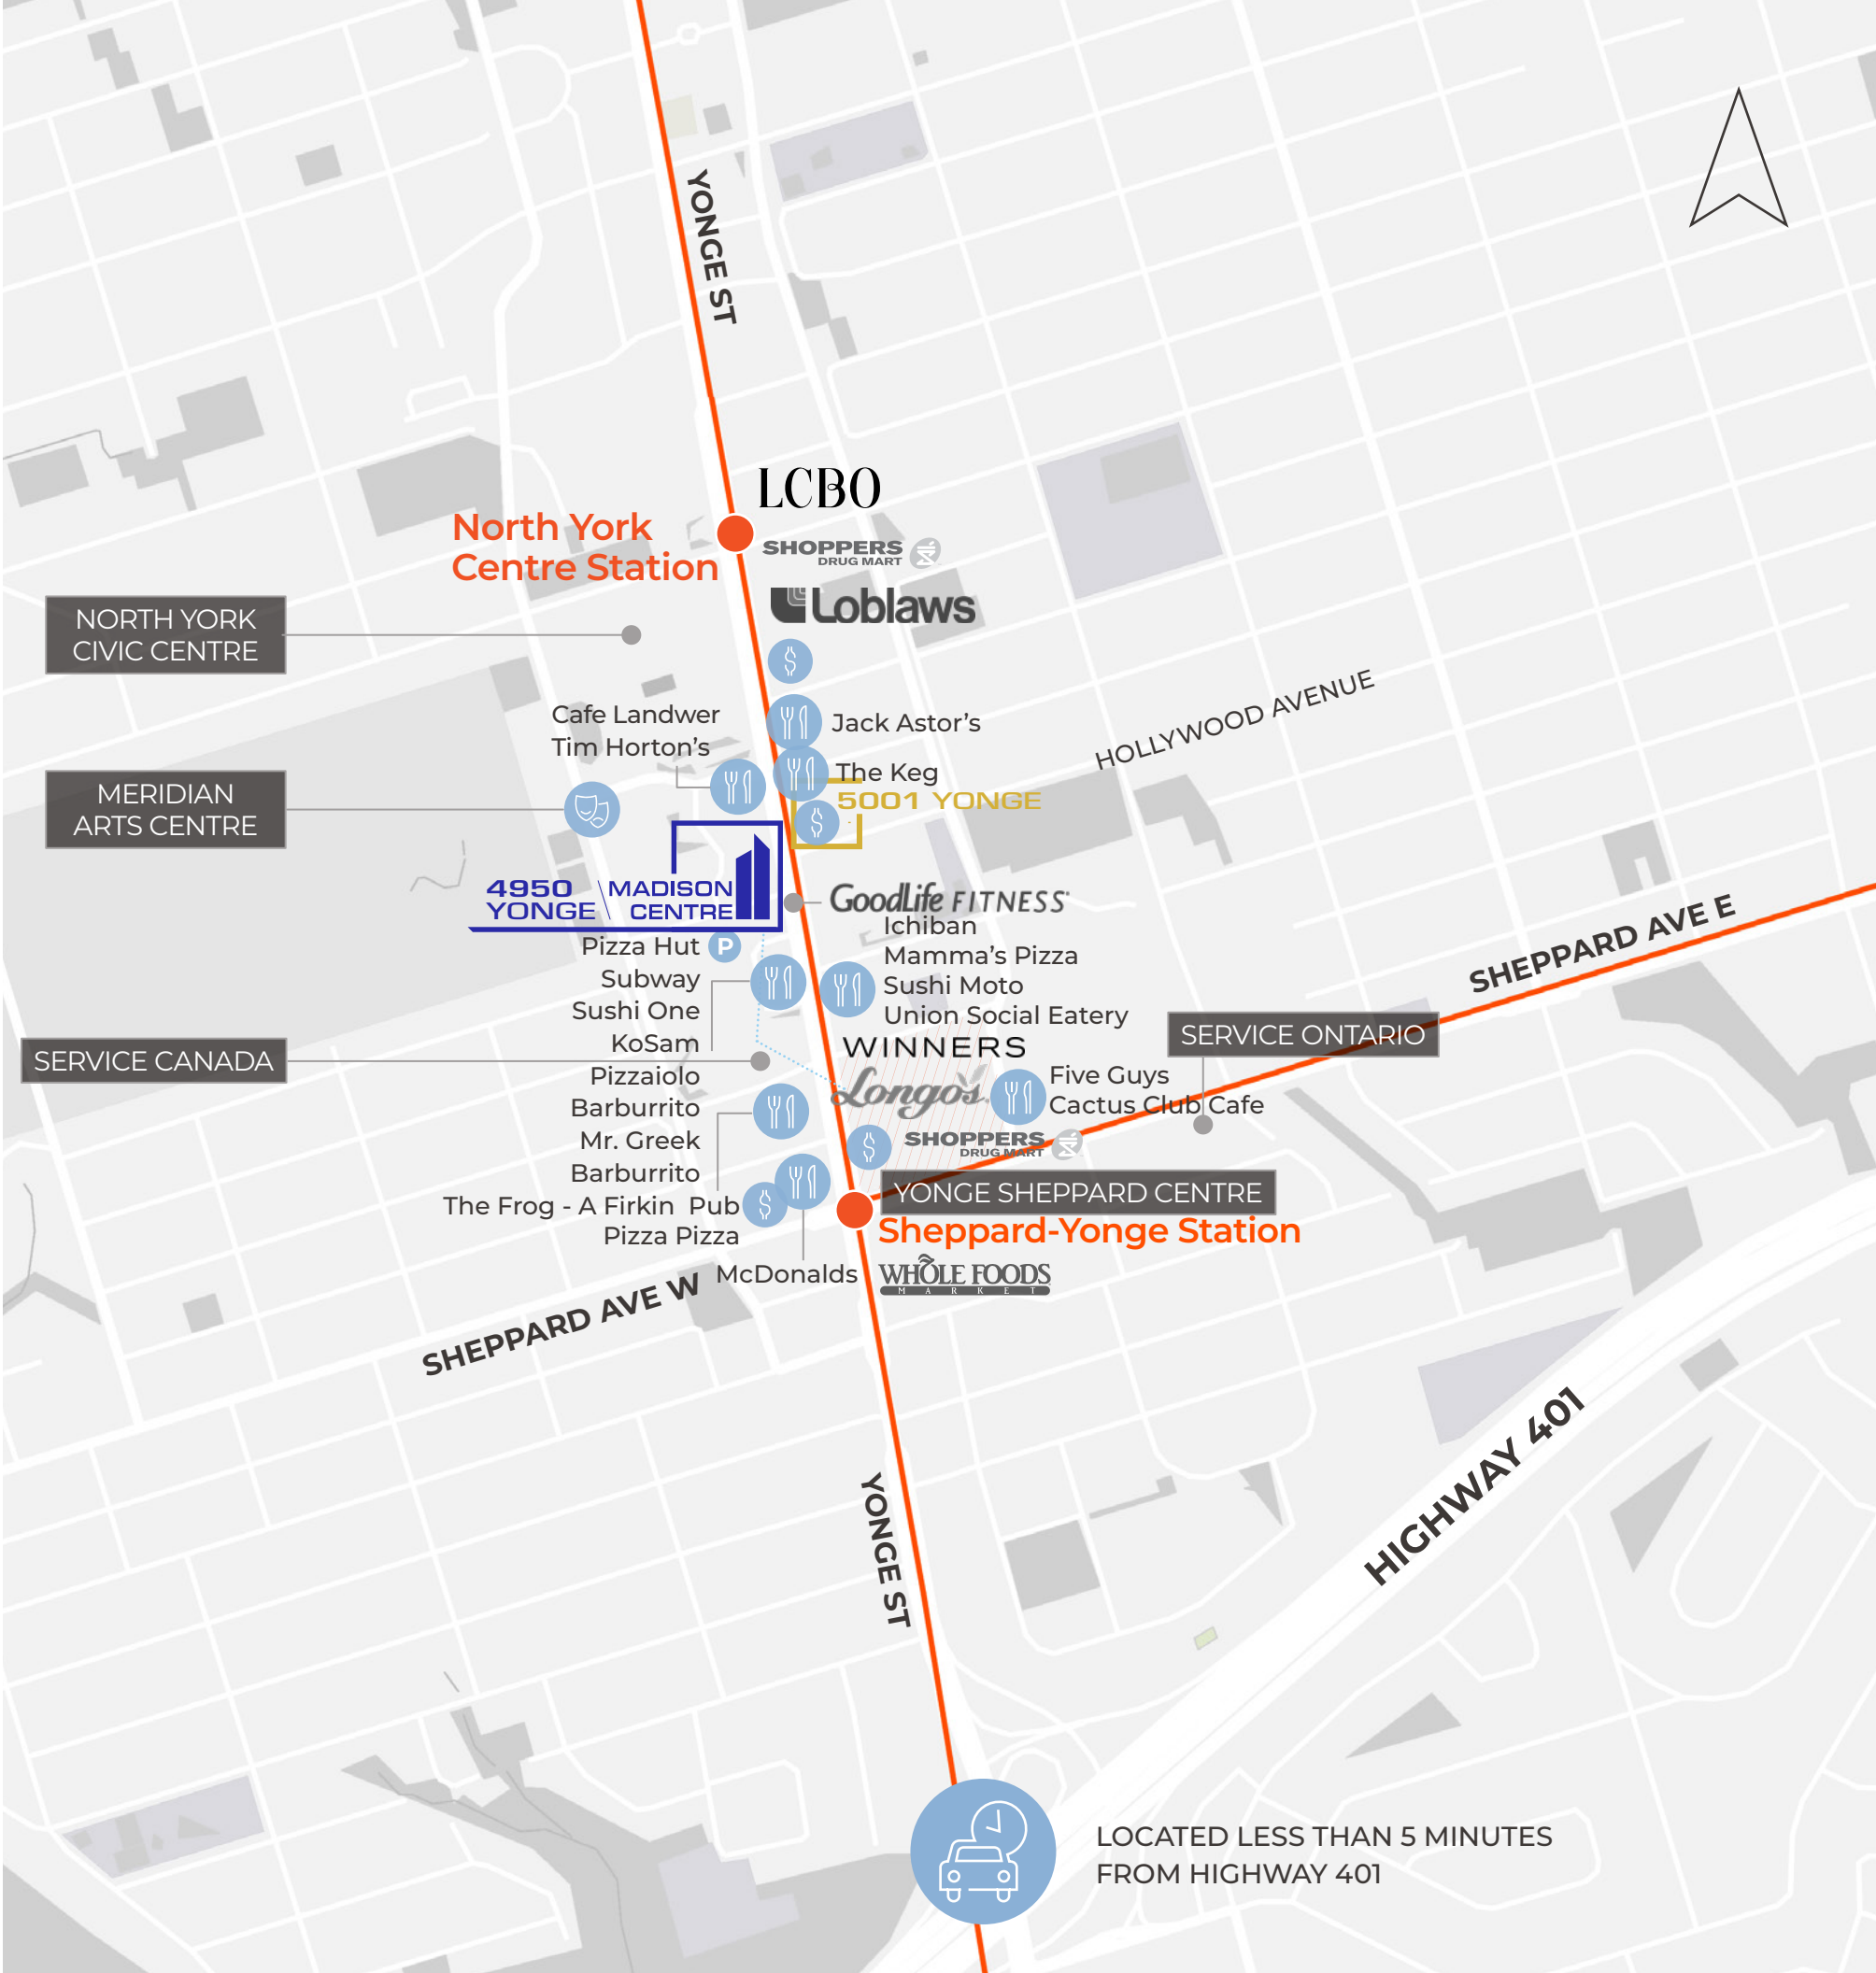 YONGE ST
LCBO
North York
Centre Station
SHOPPERS
DRUG MART
Loblaws
NORTH YORK
CIVIC CENTRE
$
HOLLYWOOD AVENUE
Cafe Landwer
Tim Horton's
Jack Astor's
The Keg
MERIDIAN
ARTS CENTRE
5001 YONGE
$
4950
YONGE
MADISON
CENTRE
GoodLife FITNESS
SHEPPARD AVE E
Pizza Hut
P
Subway
Sushi One
KoSam
Pizzaiolo
Barburrito
Mr. Greek
Barburrito
The Frog - A Firkin Pub
Pizza Pizza
Ichiban
Mamma's Pizza
Sushi Moto
Union Social Eatery
SERVICE CANADA
WINNERS
SERVICE ONTARIO
Longo's
Five Guys
Cactus Club Cafe
$
SHOPPERS
DRUG MART
$
YONGE SHEPPARD CENTRE
Sheppard-Yonge Station
McDonalds
WHOLE FOODS
MARKET
SHEPPARD AVE W
YONGE ST
HIGHWAY 401
LOCATED LESS THAN 5 MINUTES
FROM HIGHWAY 401